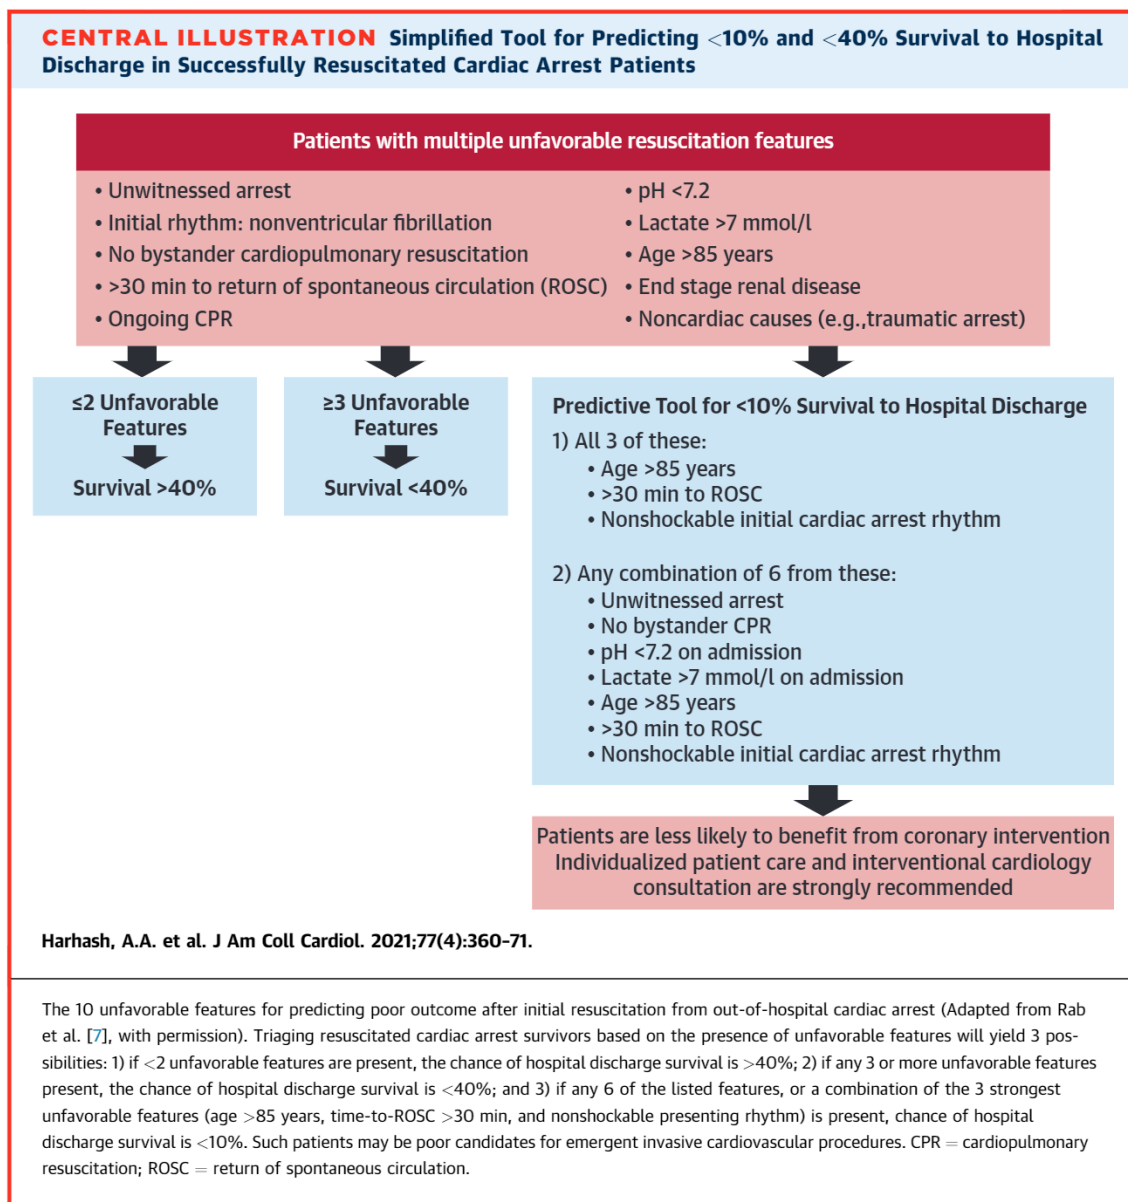 CENTRAL ILLUSTRATION Simplified Tool for Predicting <10% and <40% Survival to Hospital
Discharge in Successfully Resuscitated Cardiac Arrest Patients
Patients with multiple unfavorable resuscitation features
• Unwitnessed arrest
• Initial rhythm: nonventricular fibrillation
• No bystander cardiopulmonary resuscitation
• >30 min to return of spontaneous circulation (ROSC)
• Ongoing CPR
• pH <7.2
• Lactate >7 mmol/l
• Age >85 years
• End stage renal disease
• Noncardiac causes (e.g.,traumatic arrest)
≤2 Unfavorable
Features
Survival >40%
≥3 Unfavorable
Features
Survival <40%
Predictive Tool for <10% Survival to Hospital Discharge
1) All 3 of these:
• Age >85 years
• >30 min to ROSC
• Nonshockable initial cardiac arrest rhythm
2) Any combination of 6 from these:
• Unwitnessed arrest
• No bystander CPR
• pH <7.2 on admission
• Lactate >7 mmol/l on admission
• Age >85 years
• >30 min to ROSC
• Nonshockable initial cardiac arrest rhythm
Patients are less likely to benefit from coronary intervention
Individualized patient care and interventional cardiology
consultation are strongly recommended
Harhash, A.A. et al. J Am Coll Cardiol. 2021;77(4):360–71.
The 10 unfavorable features for predicting poor outcome after initial resuscitation from out-of-hospital cardiac arrest (Adapted from Rab
et al. [7], with permission). Triaging resuscitated cardiac arrest survivors based on the presence of unfavorable features will yield 3 pos-
sibilities: 1) if <2 unfavorable features are present, the chance of hospital discharge survival is >40%; 2) if any 3 or more unfavorable features
present, the chance of hospital discharge survival is <40%; and 3) if any 6 of the listed features, or a combination of the 3 strongest
unfavorable features (age >85 years, time-to-ROSC >30 min, and nonshockable presenting rhythm) is present, chance of hospital
discharge survival is <10%. Such patients may be poor candidates for emergent invasive cardiovascular procedures. CPR = cardiopulmonary
resuscitation; ROSC = return of spontaneous circulation.